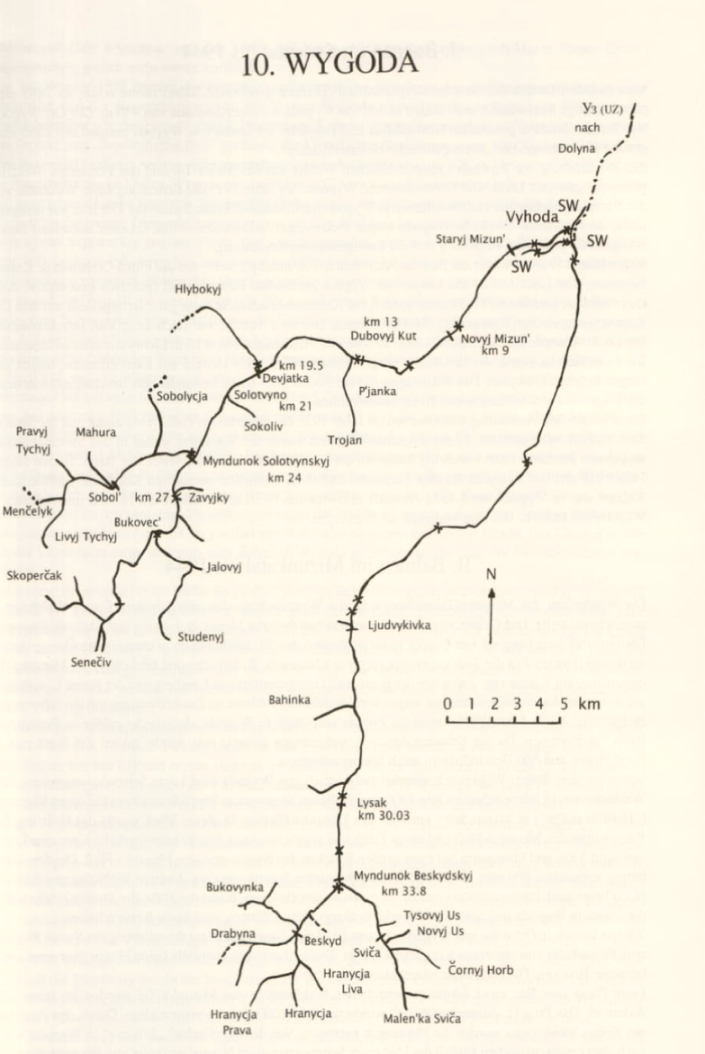 10. WYGODA
Уз (UZ)
nach
Dolyna
SW
Vyhoda
SW
Staryj Mizun'
SW
Hlybokyj
km 13
Dubovyj Kut
Novyj Mizun'
km 9
km 19.5
Devjatka
P'janka
Sobolycja
Solotvyno
km 21
Sokoliv
Trojan
Pravyj
Tychyj
Mahura
Myndunok Solotvynskyj
km 24
Sobol'
km 27
Zavyjky
Menčelyk
Bukovec'
Livyj Tychyj
Jalovyj
Skoperčak
N
Ljudvykivka
Studenyj
Senečiv
Bahinka
0 1 2 3 4 5 km
Lysak
km 30.03
Myndunok Beskydskyj
km 33.8
Bukovynka
Tysovyj Us
Novyj Us
Drabyna
Beskyd
Sviča
Čornyj Horb
Hranycja
Liva
Hranycja
Prava
Hranycja
Malen'ka Sviča